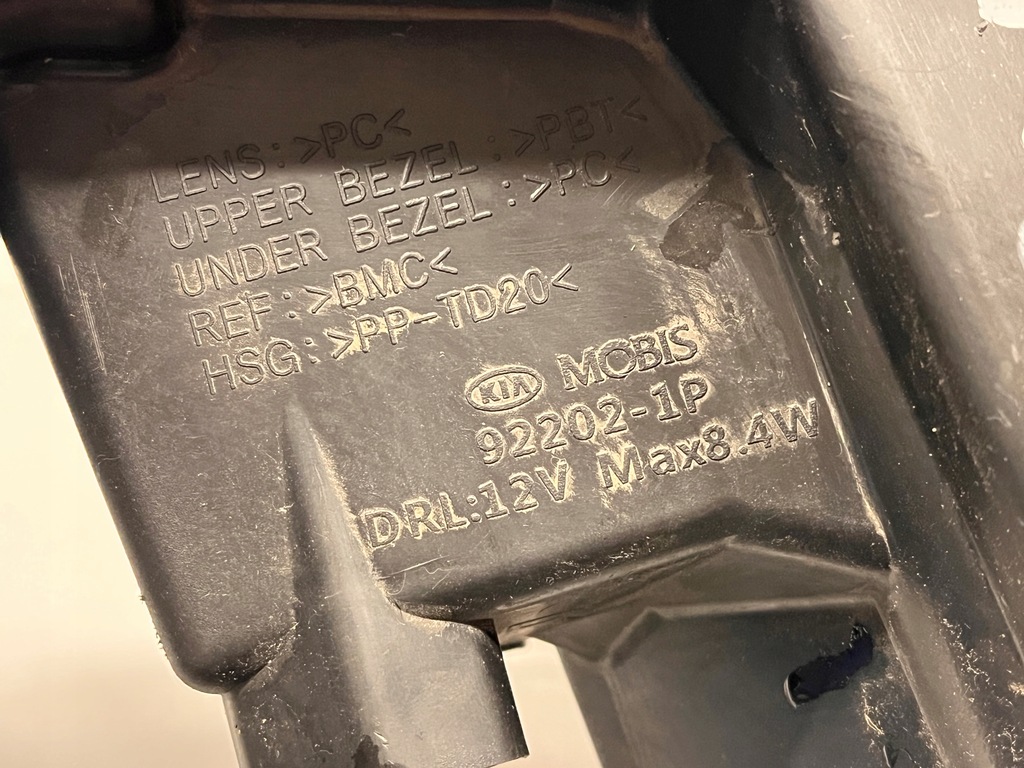 LENS:>PC<
UPPER BEZEL:>PBT<
UNDER BEZEL:>PC<
REF:>BMC<
HSG:>PP-TD20<
KIA MOBIS
92202-1P
DRL:12V Max8.4W